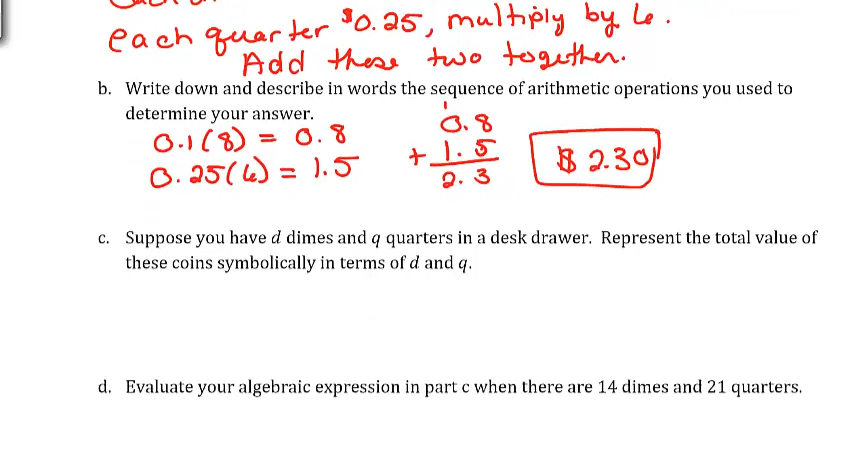 each quarter $0.25, multiply by 6.
Add these two together.
b. Write down and describe in words the sequence of arithmetic operations you used to
determine your answer.
0.1(8) = 0.8
0.25(6) = 1.5
1
0.8
+ 1.5
2.3
$2.30
c. Suppose you have d dimes and q quarters in a desk drawer. Represent the total value of
these coins symbolically in terms of d and q.
d. Evaluate your algebraic expression in part c when there are 14 dimes and 21 quarters.